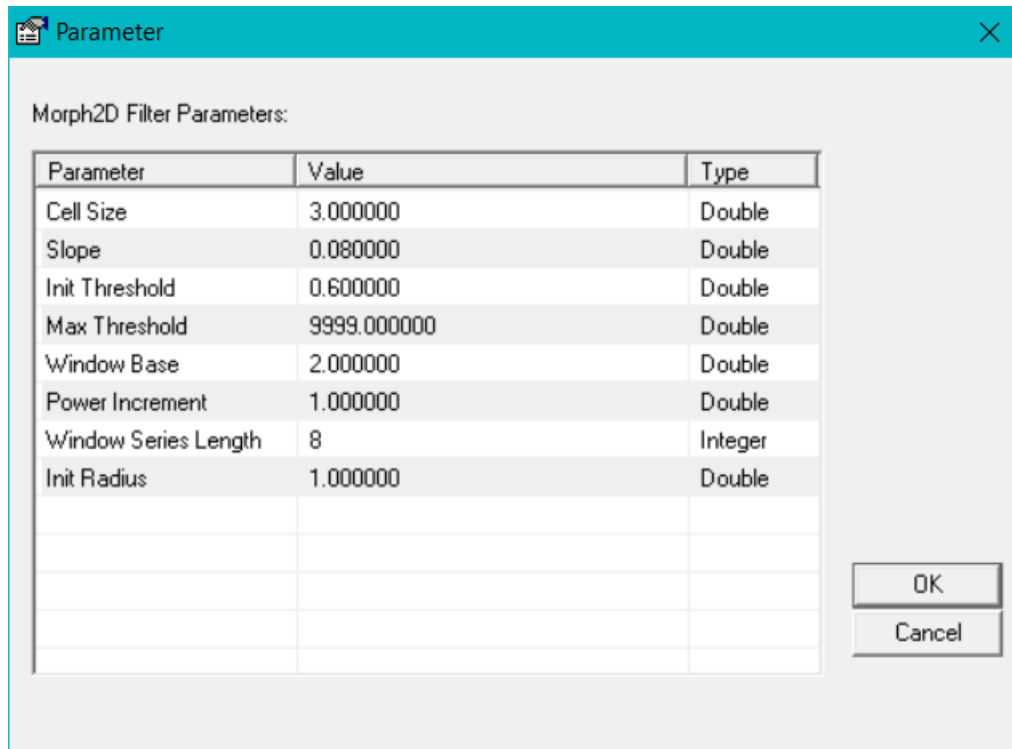 Parameter
Morph2D Filter Parameters:
Parameter Value Type
Cell Size 3.000000 Double
Slope 0.080000 Double
Init Threshold 0.600000 Double
Max Threshold 9999.000000 Double
Window Base 2.000000 Double
Power Increment 1.000000 Double
Window Series Length 8 Integer
Init Radius 1.000000 Double
OK
Cancel